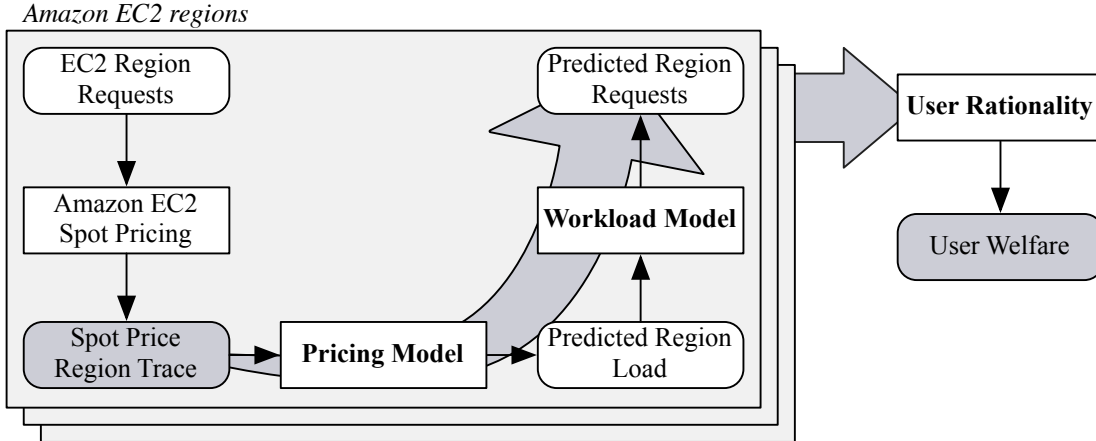 Amazon EC2 regions
EC2 Region
Requests
Amazon EC2
Spot Pricing
Spot Price
Region Trace
Pricing Model
Predicted Region
Load
Workload Model
Predicted Region
Requests
User Rationality
User Welfare